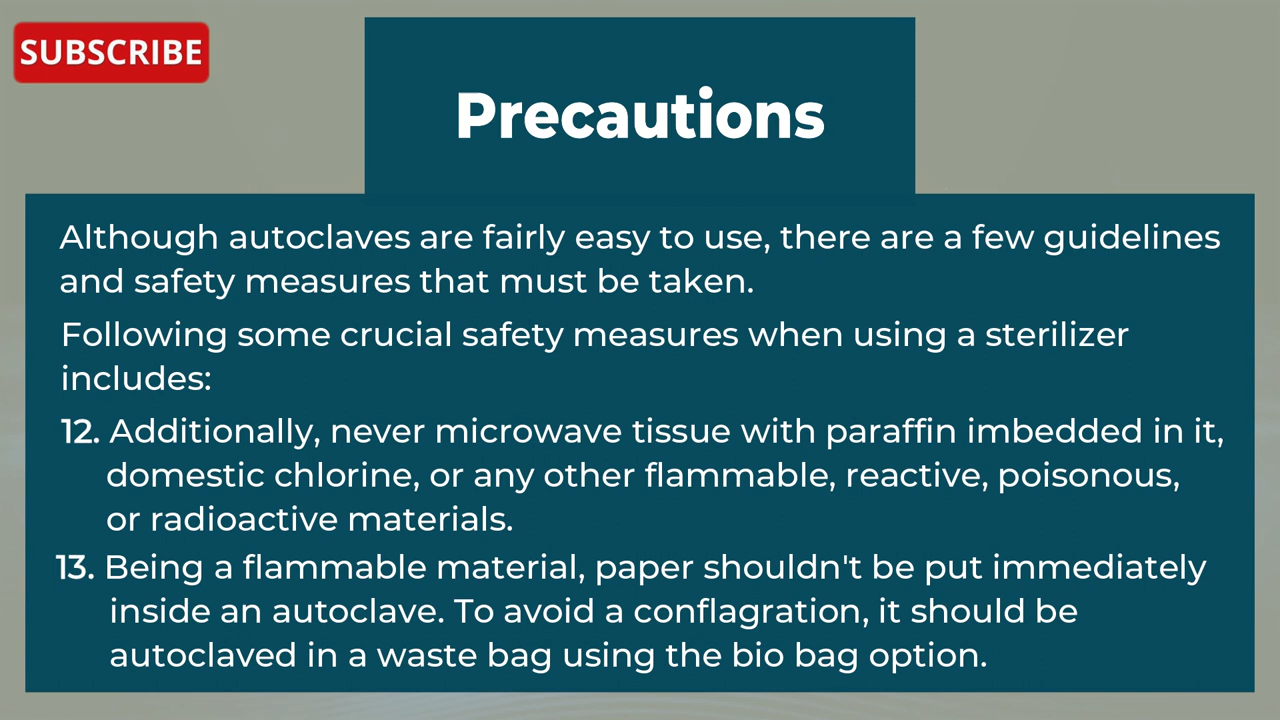 SUBSCRIBE
Precautions
Although autoclaves are fairly easy to use, there are a few guidelines
and safety measures that must be taken.
Following some crucial safety measures when using a sterilizer
includes:
12. Additionally, never microwave tissue with paraffin imbedded in it,
domestic chlorine, or any other flammable, reactive, poisonous,
or radioactive materials.
13. Being a flammable material, paper shouldn't be put immediately
inside an autoclave. To avoid a conflagration, it should be
autoclaved in a waste bag using the bio bag option.